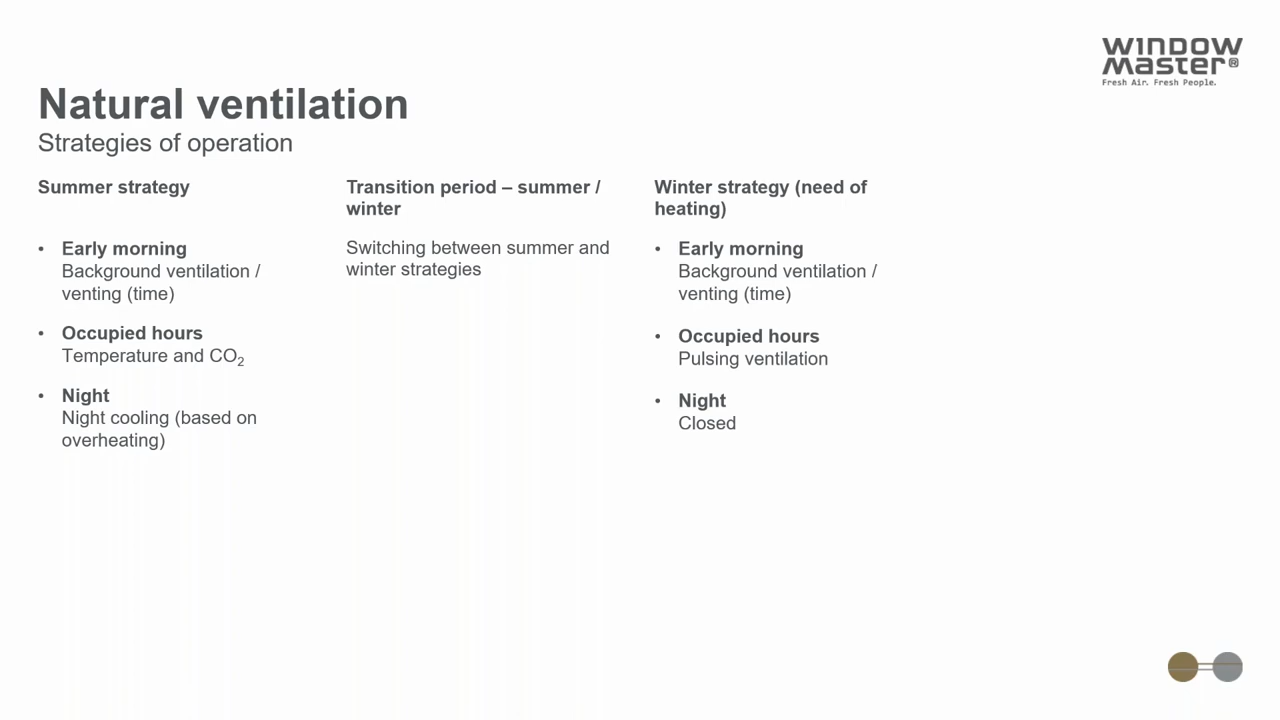 WINDOW
Master®
Fresh Air. Fresh People.
Natural ventilation
Strategies of operation
Summer strategy
• Early morning
Background ventilation /
venting (time)
• Occupied hours
Temperature and CO₂
• Night
Night cooling (based on
overheating)
Transition period – summer /
winter
Switching between summer and
winter strategies
Winter strategy (need of
heating)
• Early morning
Background ventilation /
venting (time)
• Occupied hours
Pulsing ventilation
• Night
Closed